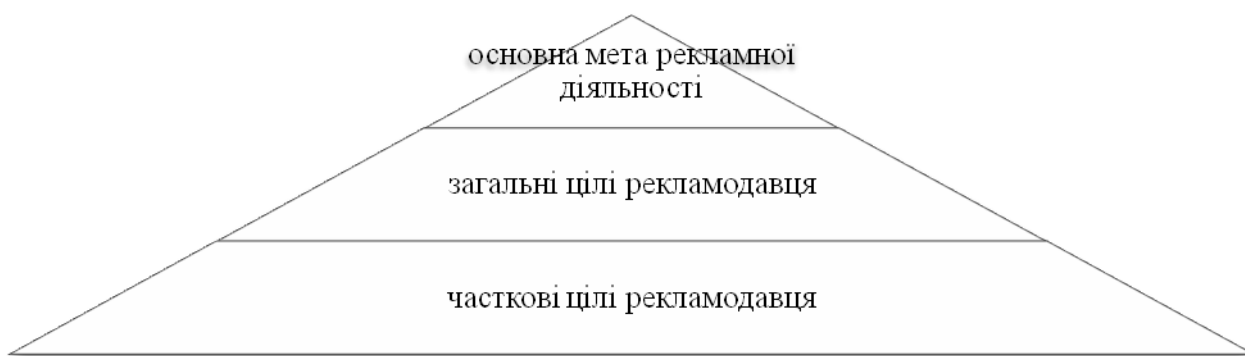 основна мета рекламної
діяльності
загальні цілі рекламодавця
часткові цілі рекламодавця